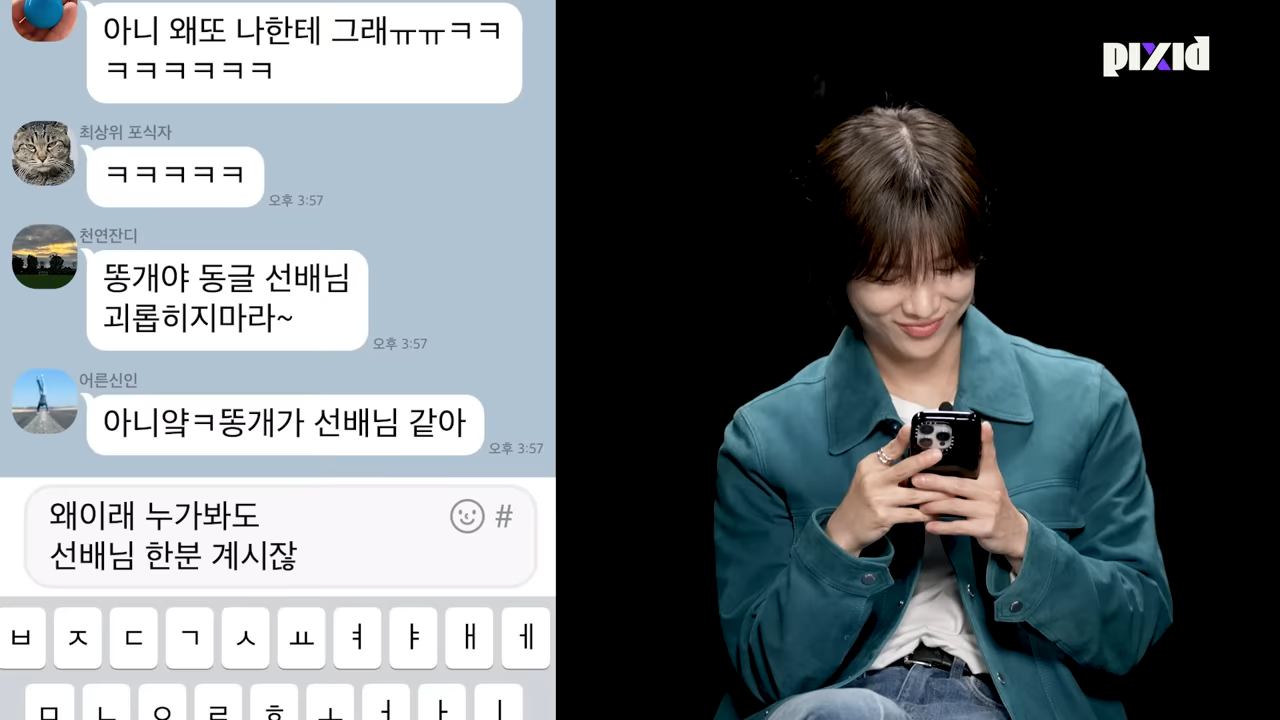 아니 왜또 나한테 그래ㅠㅠㅋㅋ
ㅋㅋㅋㅋㅋㅋ
최상위 포식자
ㅋㅋㅋㅋㅋ
오후 3:57
천연잔디
똥개야 동글 선배님
괴롭히지마라~
오후 3:57
어른신인
아니얔ㅋ똥개가 선배님 같아
오후 3:57
왜이래 누가봐도
선배님 한분 계시잖
#
ㅂ ㅈ ㄷ ㄱ ㅅ ㅛ ㅕ ㅑ ㅐ ㅔ
ㅁ ㄴ ㅇ ㄹ ㅎ ㅗ ㅓ ㅏ ㅣ
pixid